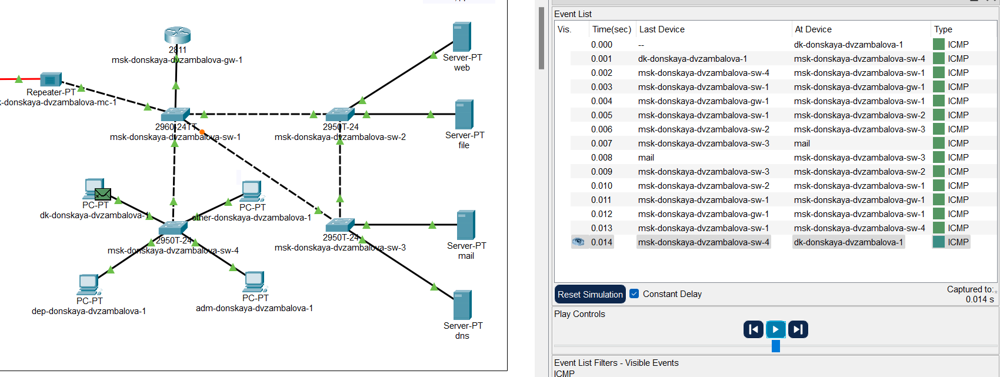 2811
msk-donskaya-dvzambalova-gw-1
Server-PT
web
Repeater-PT
k-donskaya-dvzambalova-mc-1
2960-24TT
msk-donskaya-dvzambalova-sw-1
2950T-24
msk-donskaya-dvzambalova-sw-2
Server-PT
file
PC-PT
dk-donskaya-dvzambalova-1
PC-PT
other-donskaya-dvzambalova-1
2950T-24
msk-donskaya-dvzambalova-sw-4
2950T-24
msk-donskaya-dvzambalova-sw-3
Server-PT
mail
PC-PT
dep-donskaya-dvzambalova-1
PC-PT
adm-donskaya-dvzambalova-1
Server-PT
dns
Event List
Vis. Time(sec) Last Device At Device Type
0.000 -- dk-donskaya-dvzambalova-1 ICMP
0.001 dk-donskaya-dvzambalova-1 msk-donskaya-dvzambalova-sw-4 ICMP
0.002 msk-donskaya-dvzambalova-sw-4 msk-donskaya-dvzambalova-sw-1 ICMP
0.003 msk-donskaya-dvzambalova-sw-1 msk-donskaya-dvzambalova-gw-1 ICMP
0.004 msk-donskaya-dvzambalova-gw-1 msk-donskaya-dvzambalova-sw-1 ICMP
0.005 msk-donskaya-dvzambalova-sw-1 msk-donskaya-dvzambalova-sw-2 ICMP
0.006 msk-donskaya-dvzambalova-sw-2 msk-donskaya-dvzambalova-sw-3 ICMP
0.007 msk-donskaya-dvzambalova-sw-3 mail ICMP
0.008 mail msk-donskaya-dvzambalova-sw-3 ICMP
0.009 msk-donskaya-dvzambalova-sw-3 msk-donskaya-dvzambalova-sw-2 ICMP
0.010 msk-donskaya-dvzambalova-sw-2 msk-donskaya-dvzambalova-sw-1 ICMP
0.011 msk-donskaya-dvzambalova-sw-1 msk-donskaya-dvzambalova-gw-1 ICMP
0.012 msk-donskaya-dvzambalova-gw-1 msk-donskaya-dvzambalova-sw-1 ICMP
0.013 msk-donskaya-dvzambalova-sw-1 msk-donskaya-dvzambalova-sw-4 ICMP
0.014 msk-donskaya-dvzambalova-sw-4 dk-donskaya-dvzambalova-1 ICMP
Reset Simulation Constant Delay Captured to: *
0.014 s
Play Controls
Event List Filters - Visible Events
ICMP